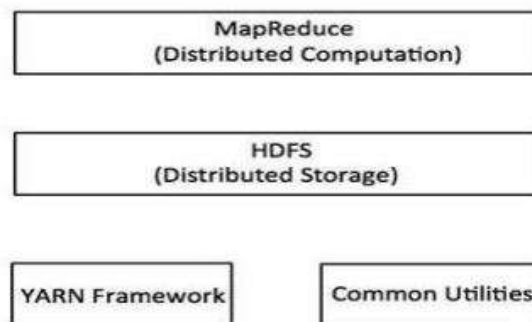 MapReduce
(Distributed Computation)
HDFS
(Distributed Storage)
YARN Framework
Common Utilities